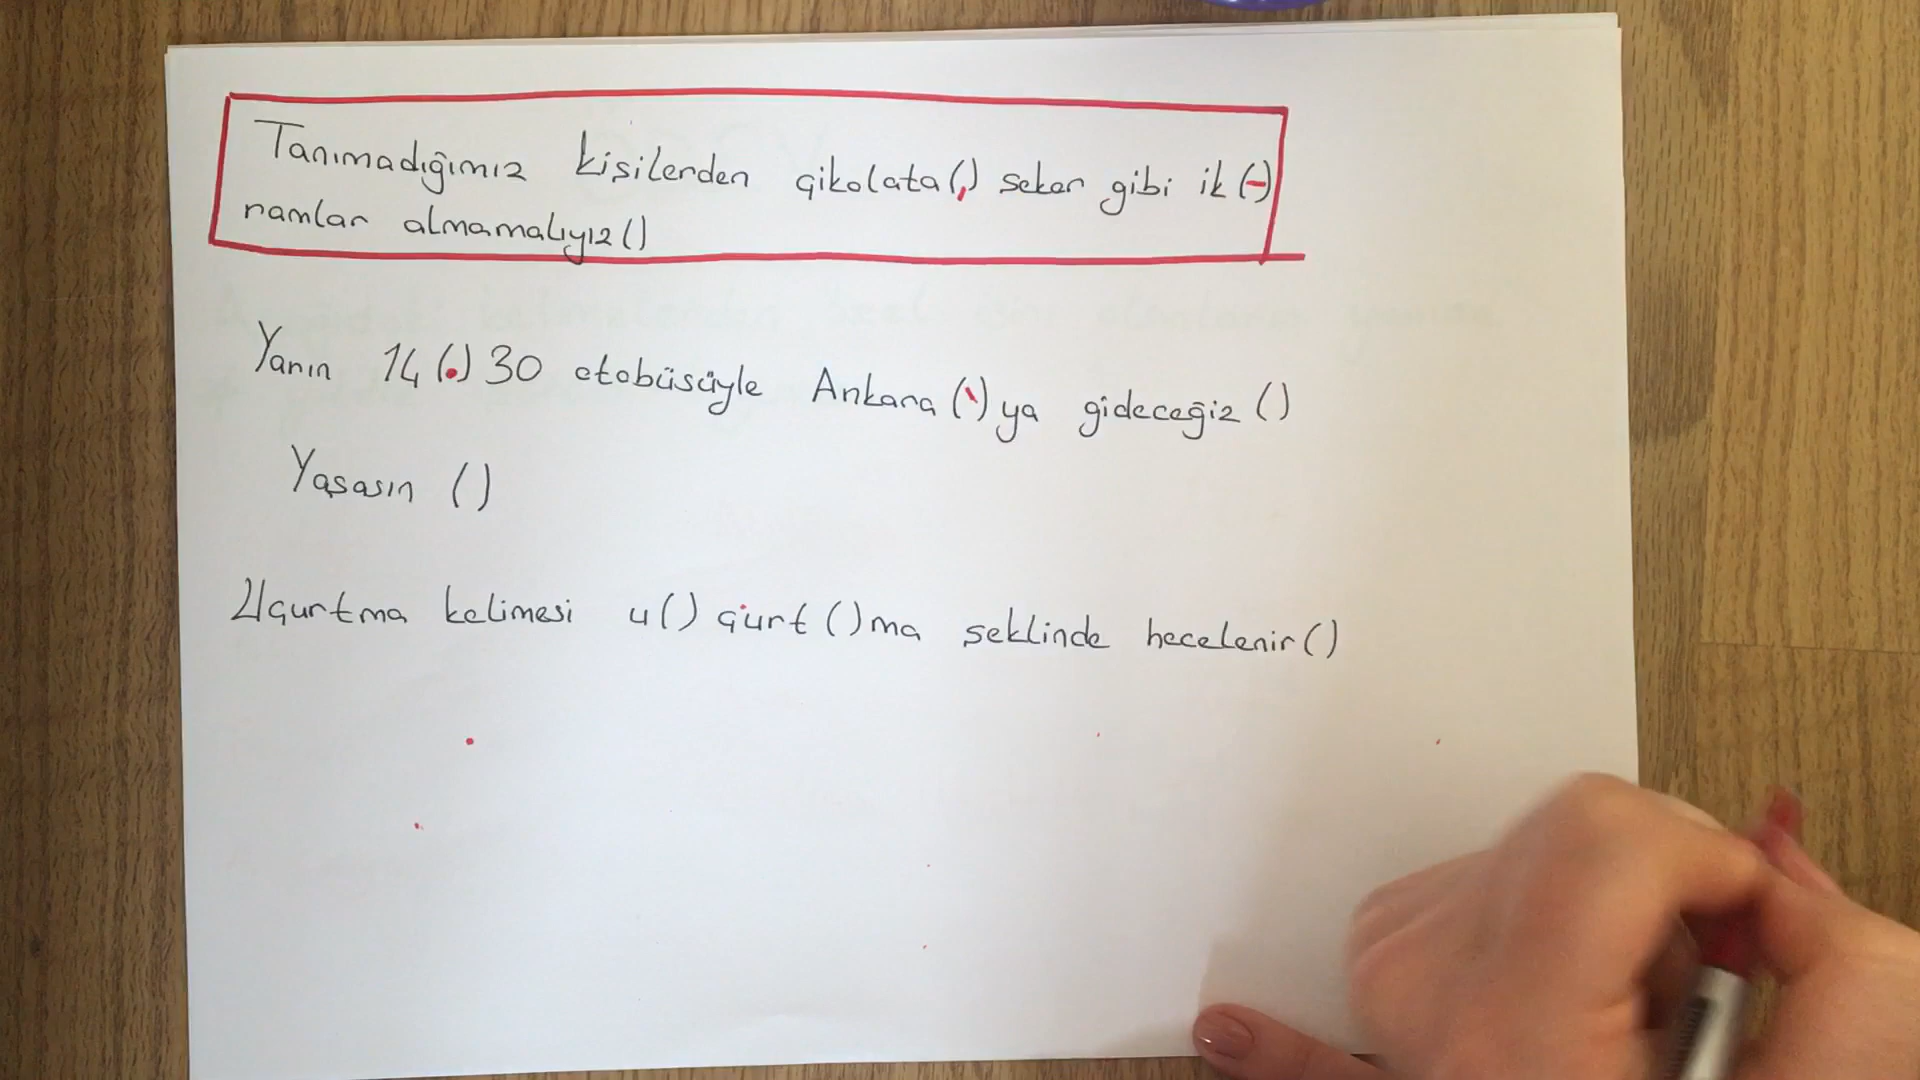 Tanımadığımız kişilerden çikolata(,) şeker gibi ik(-)
ramlar almamalıyız()
Yarın 14(.)30 otobüsüyle Ankara(')ya gideceğiz()
Yaşasın ()
Uçurtma kelimesi u()çurt()ma şeklinde hecelenir()